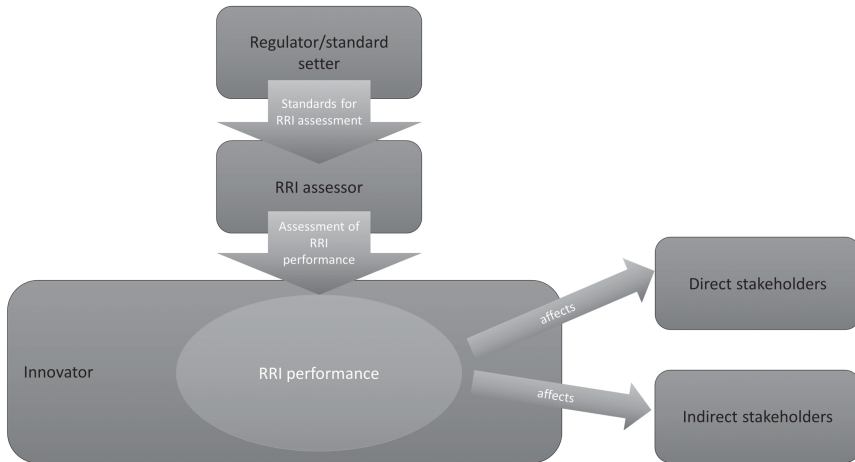 Regulator/standard
setter
Standards for
RRI assessment
RRI assessor
Assessment of
RRI
performance
Innovator
RRI performance
affects
Direct stakeholders
affects
Indirect stakeholders